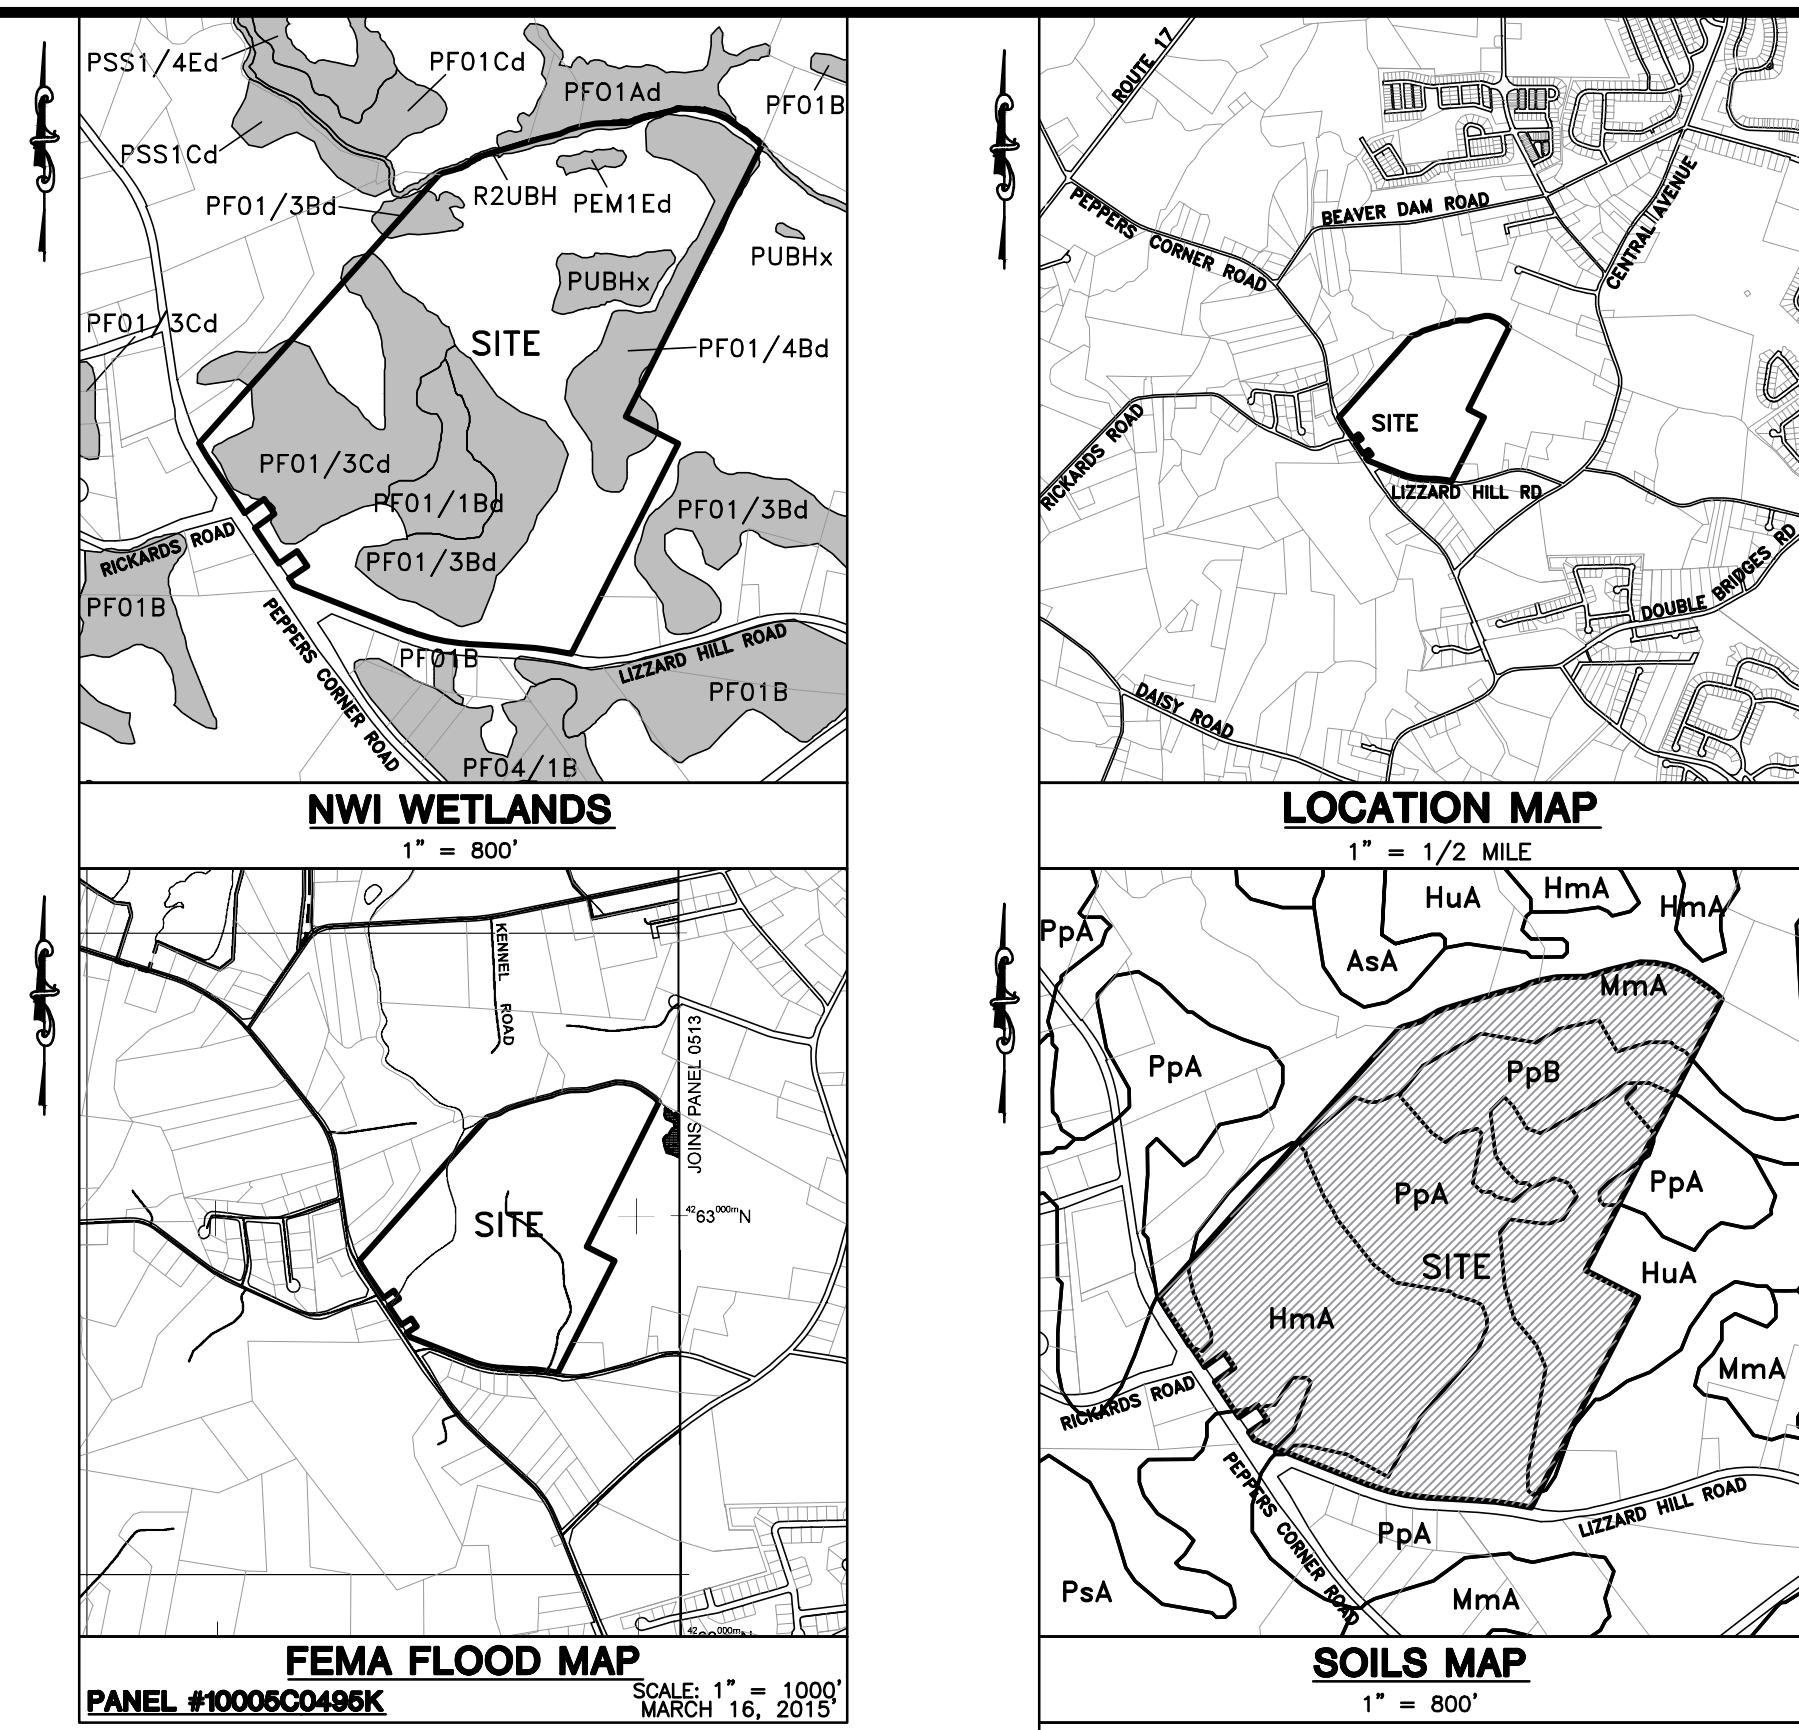 PSS1/4Ed
PF01Cd
PF01Ad
PF01B
PSS1Cd
PF01/3Bd
R2UBH
PEM1Ed
PUBHx
PUBHx
PF01/3Cd
SITE
PF01/4Bd
PF01/3Cd
PF01/1Bd
PF01/3Bd
PF01/3Bd
RICKARDS ROAD
PF01B
PEPPERS CORNER ROAD
PF01B
LIZZARD HILL ROAD
PF01B
PF04/1B
NWI WETLANDS
1" = 800'
ROUTE 17
PEPPERS CORNER ROAD
BEAVER DAM ROAD
CENTRAL AVENUE
SITE
RICKARDS ROAD
LIZZARD HILL RD
DOUBLE BRIDGES RD
DAISY ROAD
LOCATION MAP
1" = 1/2 MILE
KENNEL ROAD
JOINS PANEL 0513
SITE
4263000mN
FEMA FLOOD MAP
PANEL #10005C0495K
SCALE: 1" = 1000'
MARCH 16, 2015'
HuA
HmA
HmA
PpA
AsA
MmA
PpA
PpB
PpA
PpA
SITE
HuA
HmA
MmA
RICKARDS ROAD
PEPPERS CORNER ROAD
LIZZARD HILL ROAD
PpA
PsA
MmA
SOILS MAP
1" = 800'